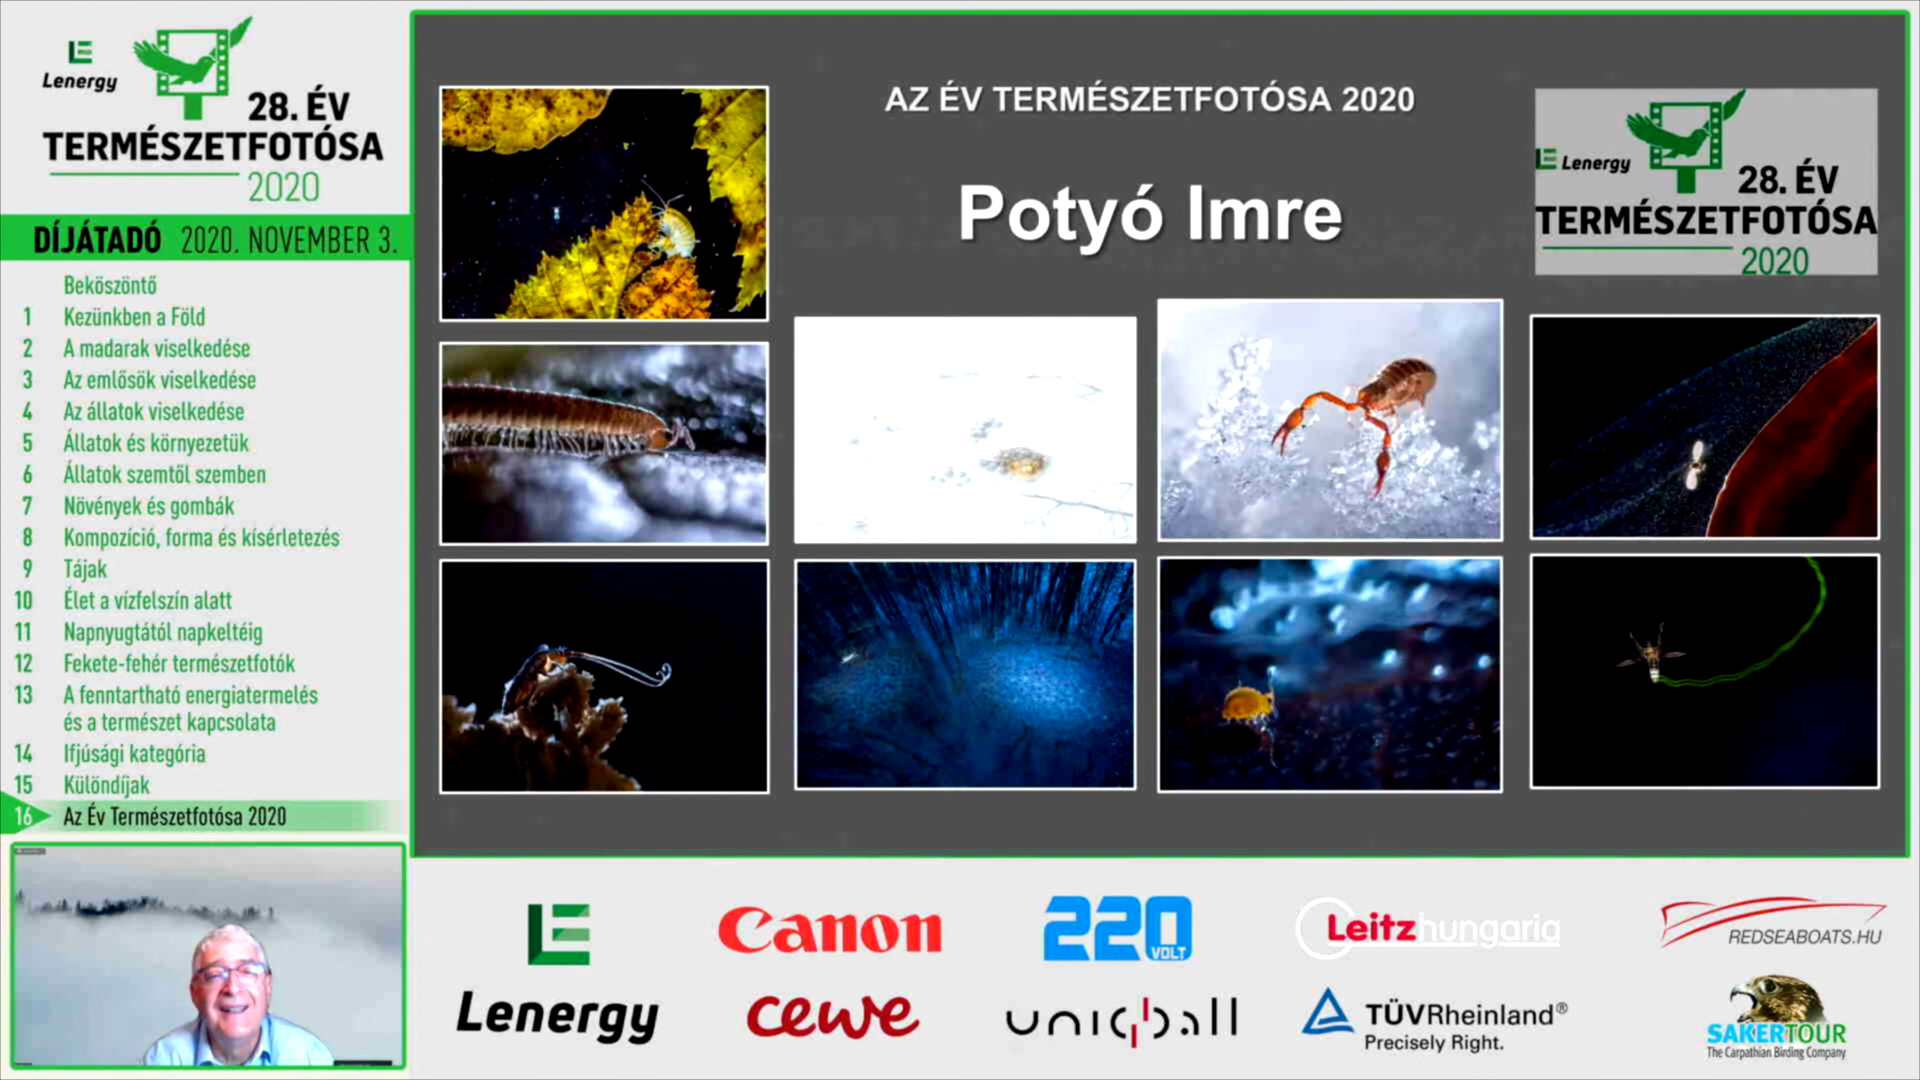 Lenergy
28. ÉV
TERMÉSZETFOTÓSA
2020
DÍJÁTADÓ 2020. NOVEMBER 3.
Beköszöntő
1 Kezünkben a Föld
2 A madarak viselkedése
3 Az emlősök viselkedése
4 Az állatok viselkedése
5 Állatok és környezetük
6 Állatok szemtől szemben
7 Növények és gombák
8 Kompozíció, forma és kísérletezés
9 Tájak
10 Élet a vízfelszín alatt
11 Napnyugtától napkeltéig
12 Fekete-fehér természetfotók
13 A fenntartható energiatermelés
és a természet kapcsolata
14 Ifjúsági kategória
15 Különdíjak
16 Az Év Természetfotósa 2020
AZ ÉV TERMÉSZETFOTÓSA 2020
Potyó Imre
Lenergy
28. ÉV
TERMÉSZETFOTÓSA
2020
Lenergy
Canon
cewe
220
VOLT
uniqball
Leitz hungaria
TÜVRheinland®
Precisely Right.
REDSEABOATS.HU
SAKERTOUR
The Carpathian Birding Company